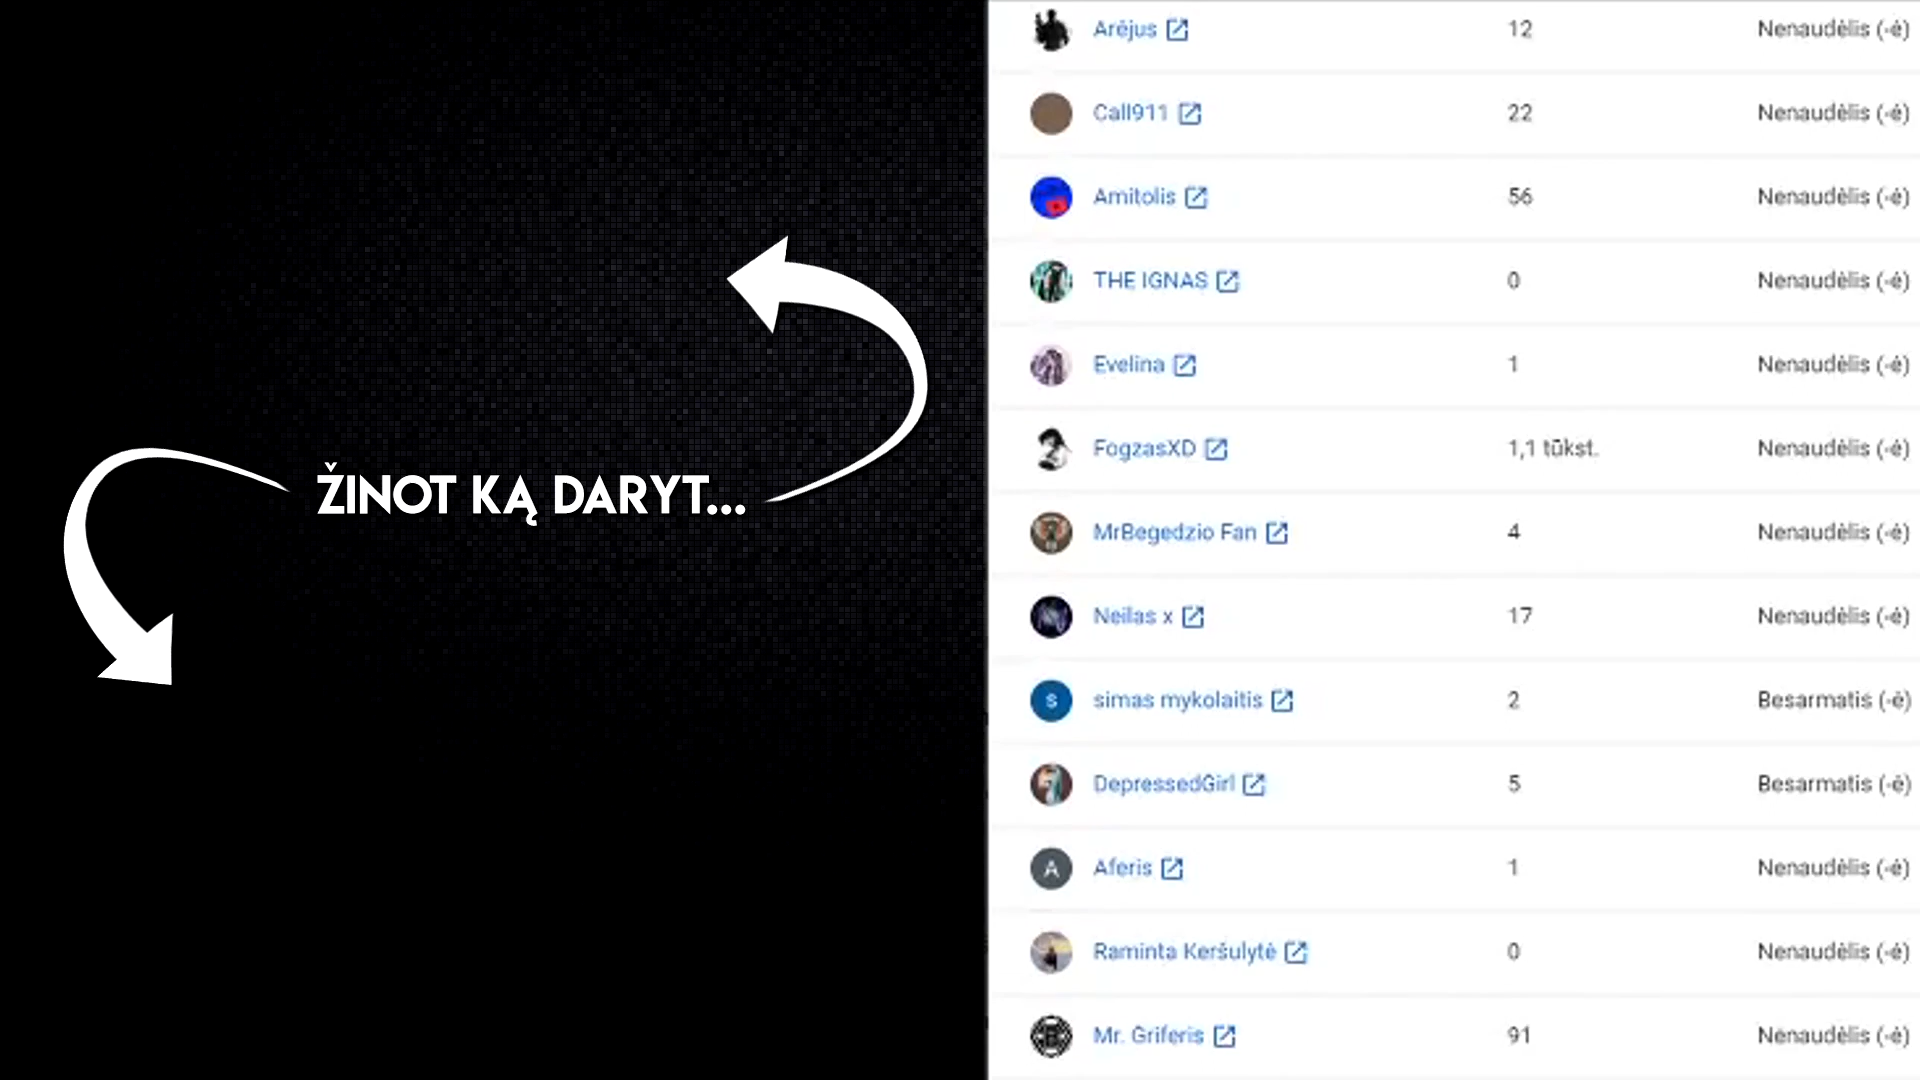 ŽINOT KĄ DARYT...
Arėjus 12 Nenaudėlis (-ė)
Call911 22 Nenaudėlis (-ė)
Amitolis 56 Nenaudėlis (-ė)
THE IGNAS 0 Nenaudėlis (-ė)
Evelina 1 Nenaudėlis (-ė)
FogzasXD 1,1 tūkst. Nenaudėlis (-ė)
MrBegedzio Fan 4 Nenaudėlis (-ė)
Neilas x 17 Nenaudėlis (-ė)
s simas mykolaitis 2 Besarmatis (-ė)
DepressedGirl 5 Besarmatis (-ė)
A Aferis 1 Nenaudėlis (-ė)
Raminta Keršulytė 0 Nenaudėlis (-ė)
Mr. Griferis 91 Nenaudėlis (-ė)